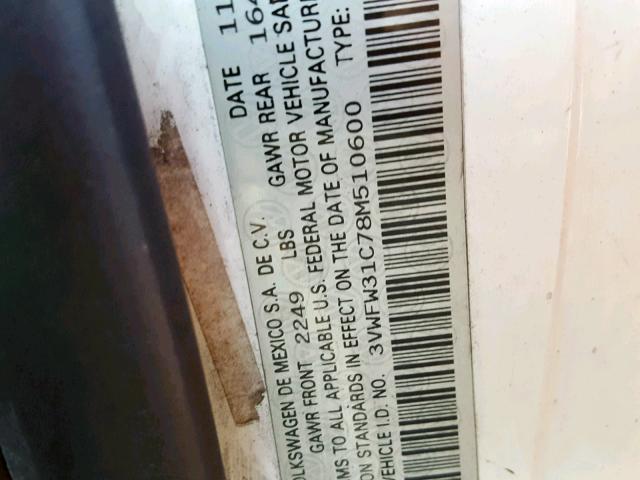 OLKSWAGEN DE MEXICO S.A. DE C.V. DATE 11
GAWR FRONT 2249 LBS GAWR REAR 164
MS TO ALL APPLICABLE U.S. FEDERAL MOTOR VEHICLE SAF
ON STANDARDS IN EFFECT ON THE DATE OF MANUFACTURE
VEHICLE I.D. NO. 3VWFW31C78M510600 TYPE: